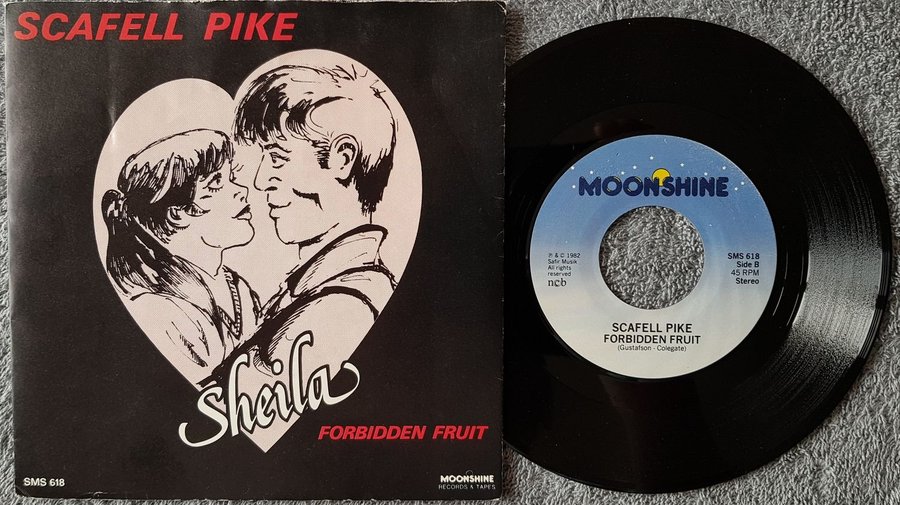 SCAFELL PIKE
Sheila
FORBIDDEN FRUIT
SMS 618
MOONSHINE
RECORDS & TAPES
MOONSHINE
℗ & © 1982
Safir Musik
All rights
reserved
ncb
SMS 618
Side B
45 RPM
Stereo
SCAFELL PIKE
FORBIDDEN FRUIT
(Gustafson - Colegate)